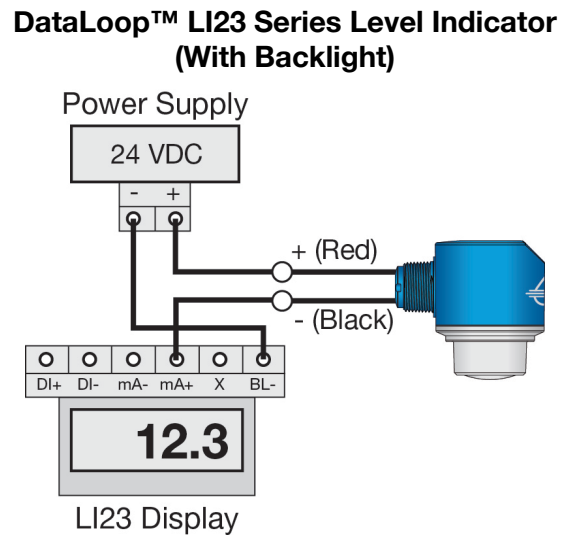 DataLoop™ LI23 Series Level Indicator
(With Backlight)
Power Supply
24 VDC
- +
+ (Red)
- (Black)
DI+ DI- mA- mA+ X BL-
12.3
LI23 Display